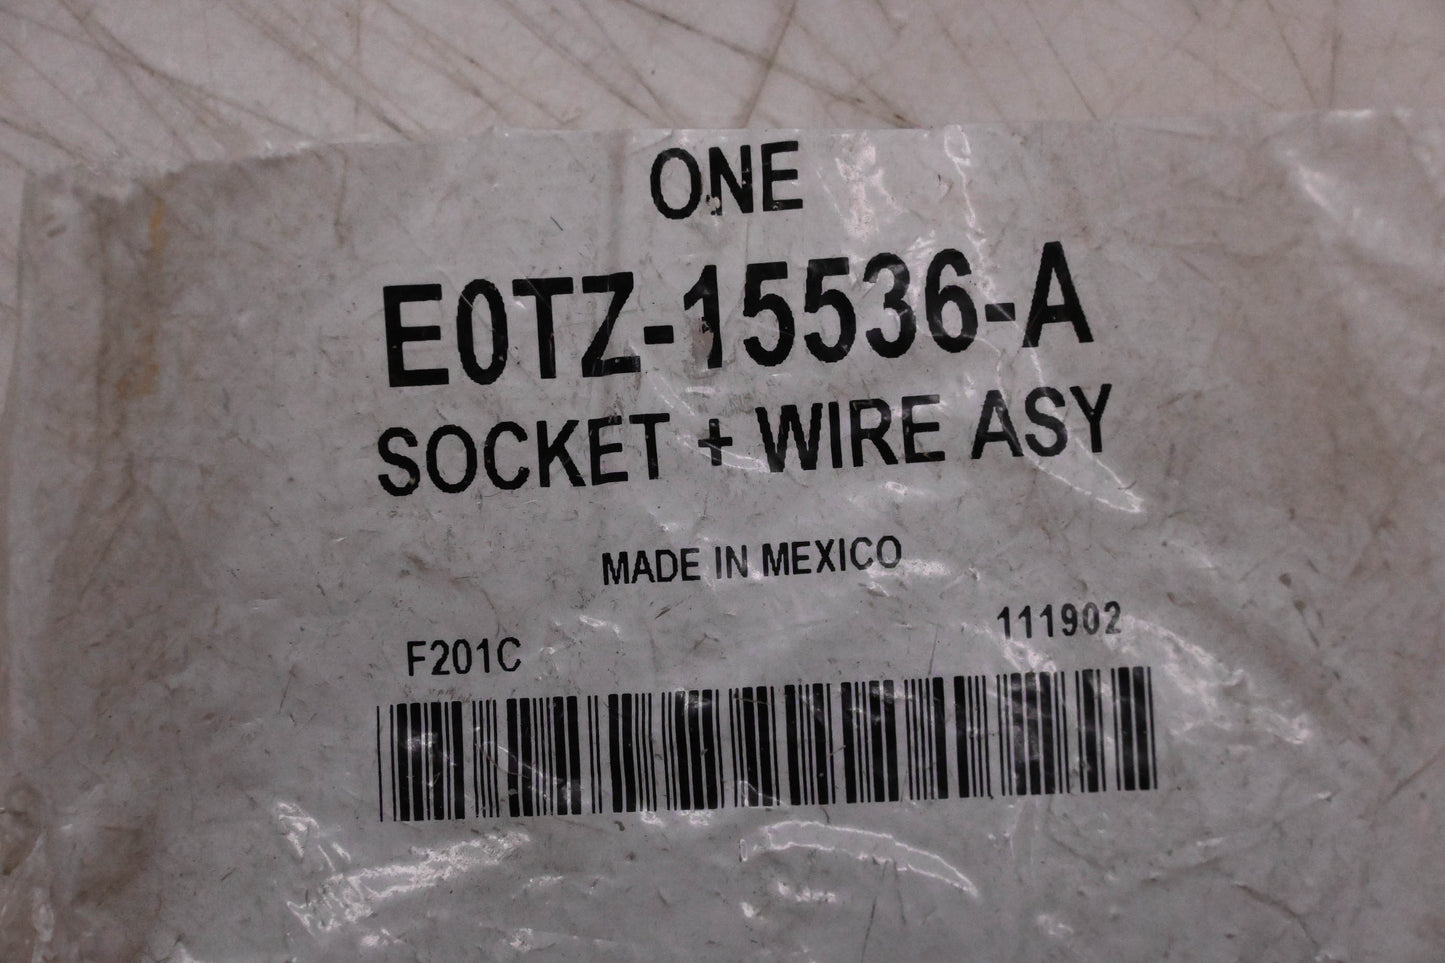 ONE
E0TZ-15536-A
SOCKET + WIRE ASY
MADE IN MEXICO
F201C 111902